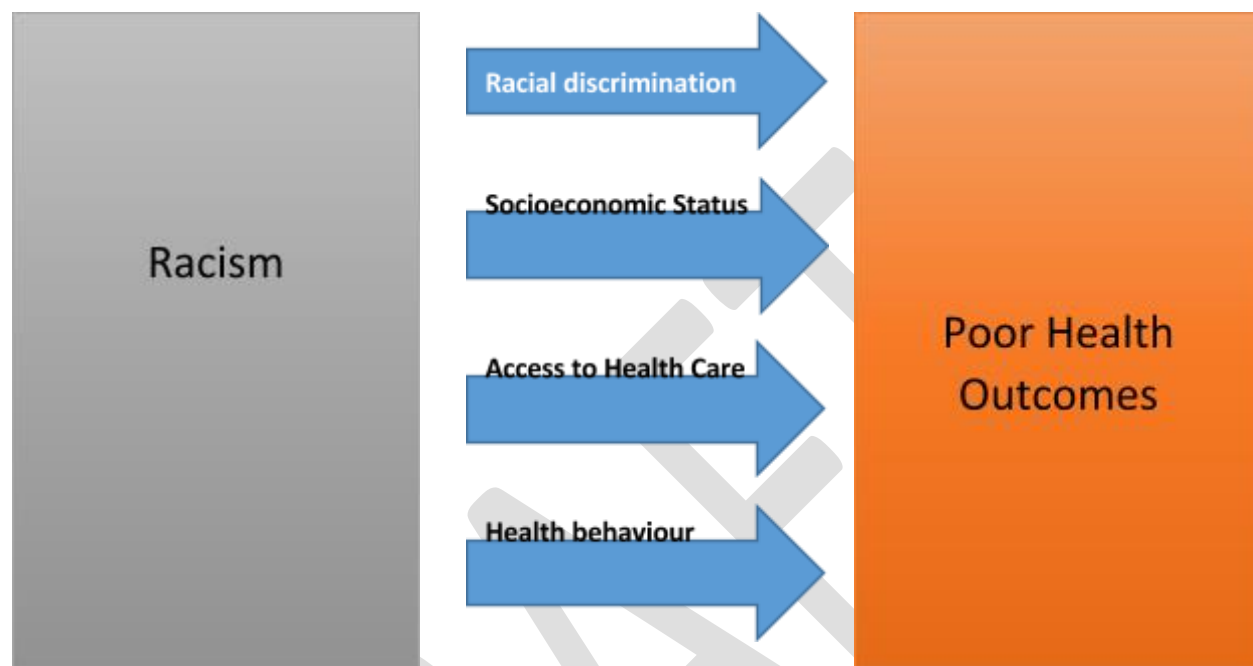 Racism
Racial discrimination
Socioeconomic Status
Access to Health Care
Health behaviour
Poor Health
Outcomes